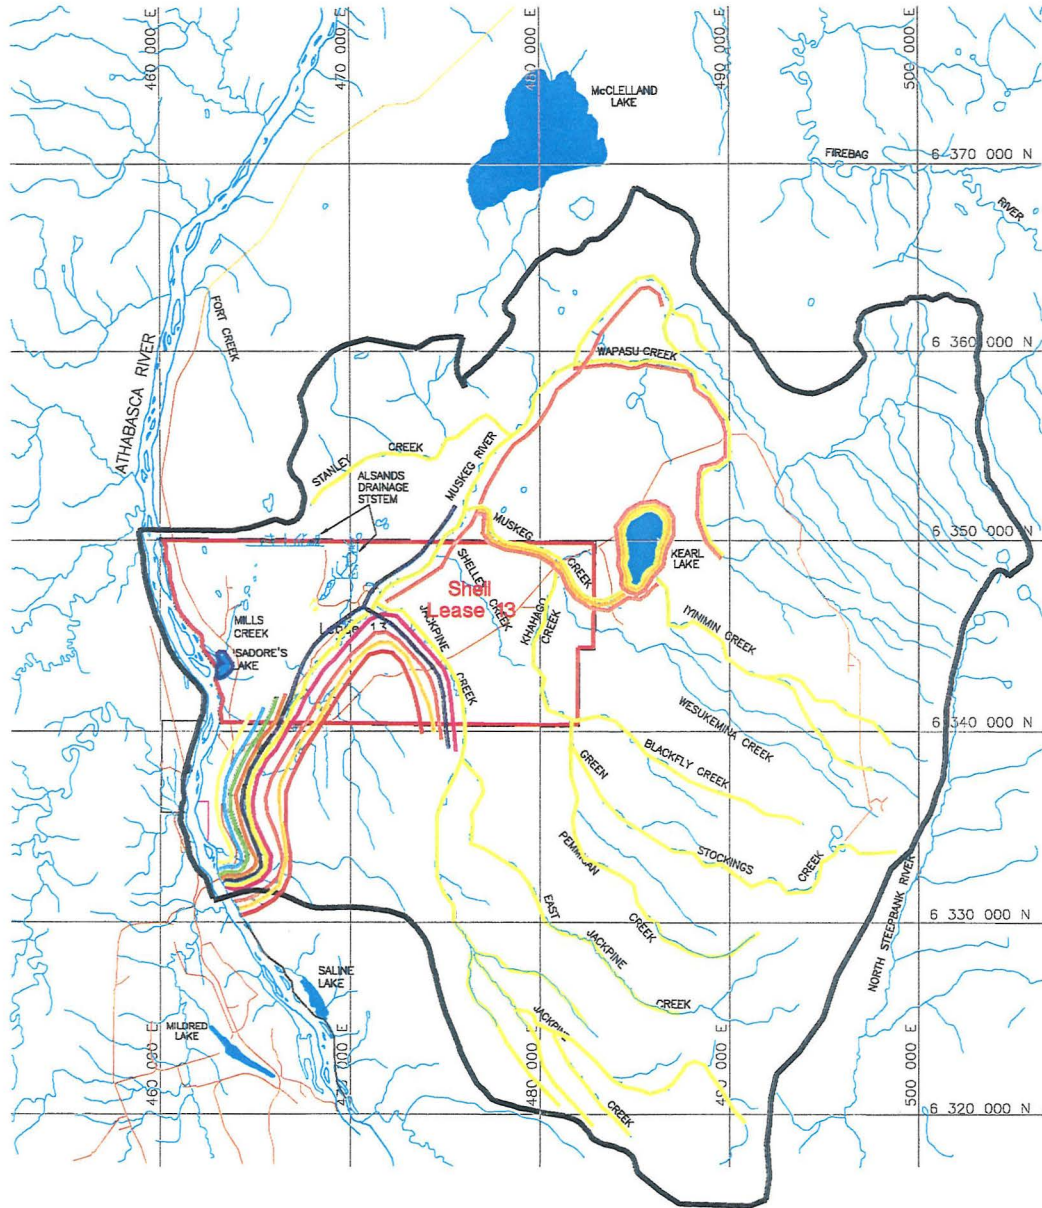 460 000 E
470 000 E
480 000 E
490 000 E
500 000 E
McCLELLAND
LAKE
6 370 000 N
FIREBAG
RIVER
FORT CREEK
ATHABASCA RIVER
6 360 000 N
WAPASU CREEK
STANLEY CREEK
MUSKEG RIVER
ALSANDS
DRAINAGE
STSTEM
MUSKEG
CREEK
6 350 000 N
KEARL
LAKE
SHELLEY CREEK
Shell
Lease 13
JACKPINE
CREEK
KHAHAGO
CREEK
IYINIMIN CREEK
MILLS
CREEK
ISADORE'S
LAKE
WESUKEMINA CREEK
6 340 000 N
BLACKFLY CREEK
GREEN
STOCKINGS
CREEK
PEMMICAN
CREEK
NORTH STEEPBANK RIVER
6 330 000 N
EAST
JACKPINE
CREEK
SALINE
LAKE
MILDRED
LAKE
JACKPINE
CREEK
460 000 E
470 000 E
480 000 E
490 000 E
500 000 E
6 320 000 N